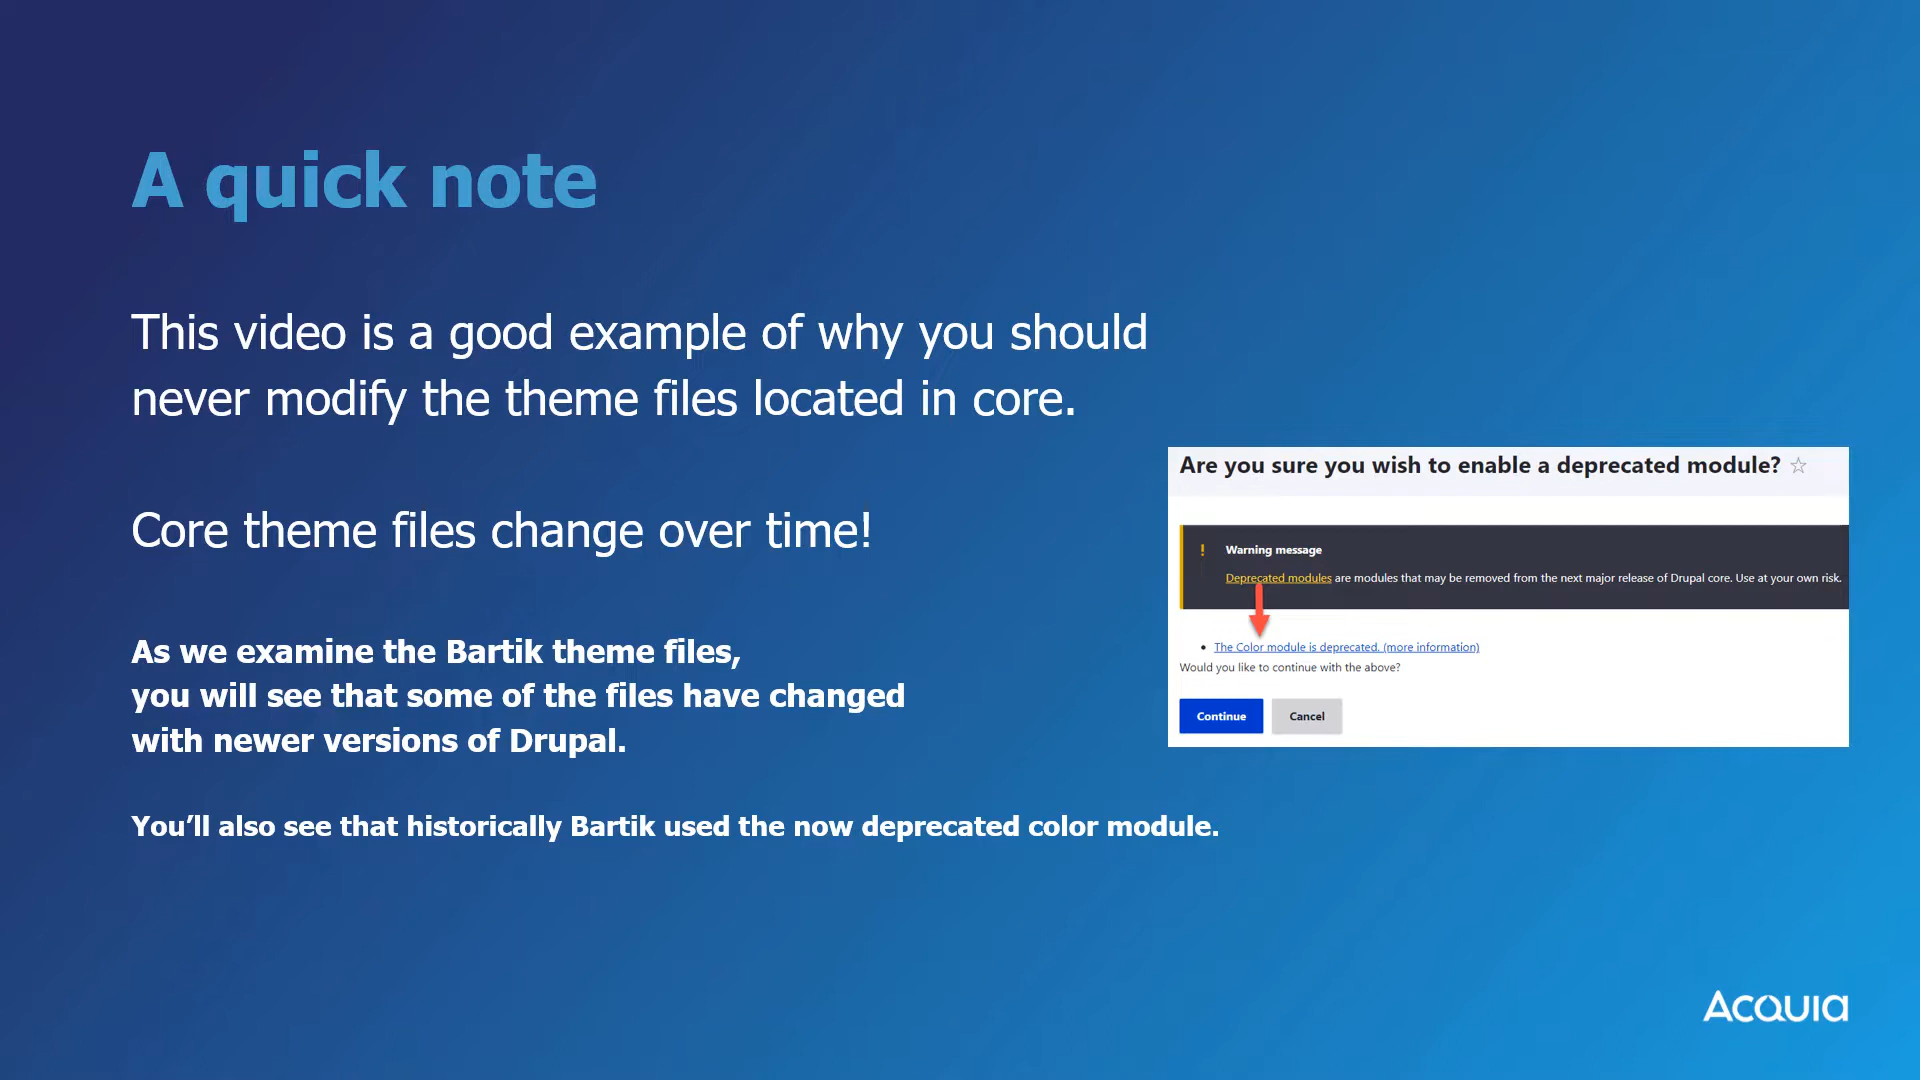 A quick note
This video is a good example of why you should
never modify the theme files located in core.
Core theme files change over time!
As we examine the Bartik theme files,
you will see that some of the files have changed
with newer versions of Drupal.
You’ll also see that historically Bartik used the now deprecated color module.
Are you sure you wish to enable a deprecated module? ☆
! Warning message
Deprecated modules are modules that may be removed from the next major release of Drupal core. Use at your own risk.
• The Color module is deprecated. (more information)
Would you like to continue with the above?
Continue Cancel
ACQUIA